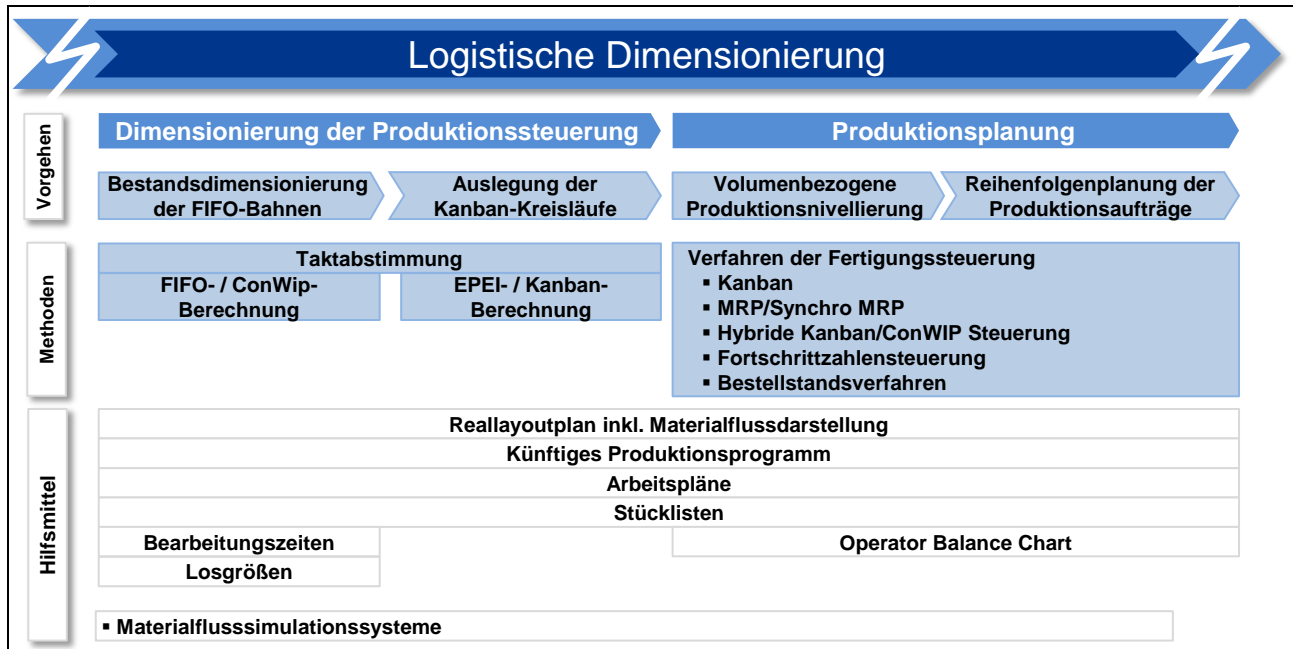 Logistische Dimensionierung
Vorgehen
Dimensionierung der Produktionssteuerung
Produktionsplanung
Bestandsdimensionierung
der FIFO-Bahnen
Auslegung der
Kanban-Kreisläufe
Volumenbezogene
Produktionsnivellierung
Reihenfolgenplanung der
Produktionsaufträge
Methoden
Taktabstimmung
FIFO- / ConWip-
Berechnung
EPEI- / Kanban-
Berechnung
Verfahren der Fertigungssteuerung
▪ Kanban
▪ MRP/Synchro MRP
▪ Hybride Kanban/ConWIP Steuerung
▪ Fortschrittzahlensteuerung
▪ Bestellstandsverfahren
Hilfsmittel
Reallayoutplan inkl. Materialflussdarstellung
Künftiges Produktionsprogramm
Arbeitspläne
Stücklisten
Bearbeitungszeiten
Operator Balance Chart
Losgrößen
▪ Materialflusssimulationssysteme